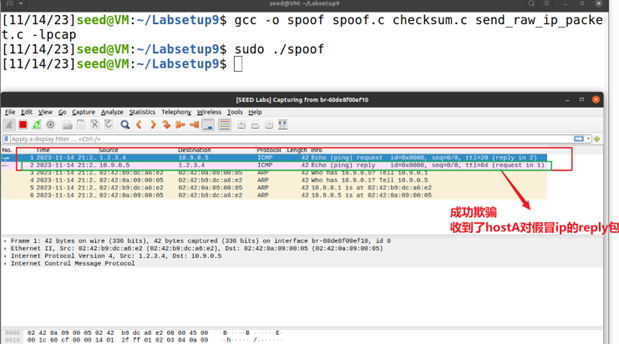 seed@VM: ~/Labsetup9
[11/14/23]seed@VM:~/Labsetup9$ gcc -o spoof spoof.c checksum.c send_raw_ip_packe
t.c -lpcap
[11/14/23]seed@VM:~/Labsetup9$ sudo ./spoof
[11/14/23]seed@VM:~/Labsetup9$
[SEED Labs] Capturing from br-60de8f00ef10
File Edit View Go Capture Analyze Statistics Telephony Wireless Tools Help
Apply a display filter ... <Ctrl-/>
No. Time Source Destination Protocol Length Info
1 2023-11-14 21:2… 1.2.3.4 10.9.0.5 ICMP 42 Echo (ping) request id=0x0000, seq=0/0, ttl=20 (reply in 2)
2 2023-11-14 21:2… 10.9.0.5 1.2.3.4 ICMP 42 Echo (ping) reply id=0x0000, seq=0/0, ttl=64 (request in 1)
3 2023-11-14 21:2… 02:42:b9:dc:a6:e2 02:42:0a:09:00:05 ARP 42 Who has 10.9.0.5? Tell 10.9.0.1
4 2023-11-14 21:2… 02:42:0a:09:00:05 02:42:b9:dc:a6:e2 ARP 42 Who has 10.9.0.1? Tell 10.9.0.5
5 2023-11-14 21:2… 02:42:b9:dc:a6:e2 02:42:0a:09:00:05 ARP 42 10.9.0.1 is at 02:42:b9:dc:a6:e2
6 2023-11-14 21:2… 02:42:0a:09:00:05 02:42:b9:dc:a6:e2 ARP 42 10.9.0.5 is at 02:42:0a:09:00:05
成功欺骗
收到了hostA对假冒ip的reply包
Frame 1: 42 bytes on wire (336 bits), 42 bytes captured (336 bits) on interface br-60de8f00ef10, id 0
Ethernet II, Src: 02:42:b9:dc:a6:e2 (02:42:b9:dc:a6:e2), Dst: 02:42:0a:09:00:05 (02:42:0a:09:00:05)
Internet Protocol Version 4, Src: 1.2.3.4, Dst: 10.9.0.5
Internet Control Message Protocol
0000 02 42 0a 09 00 05 02 42 b9 dc a6 e2 08 00 45 00 ·B·····B ······E·
0010 00 1c 68 cf 00 00 14 01 2f ff 01 02 03 04 0a 09 ··h····· /·······